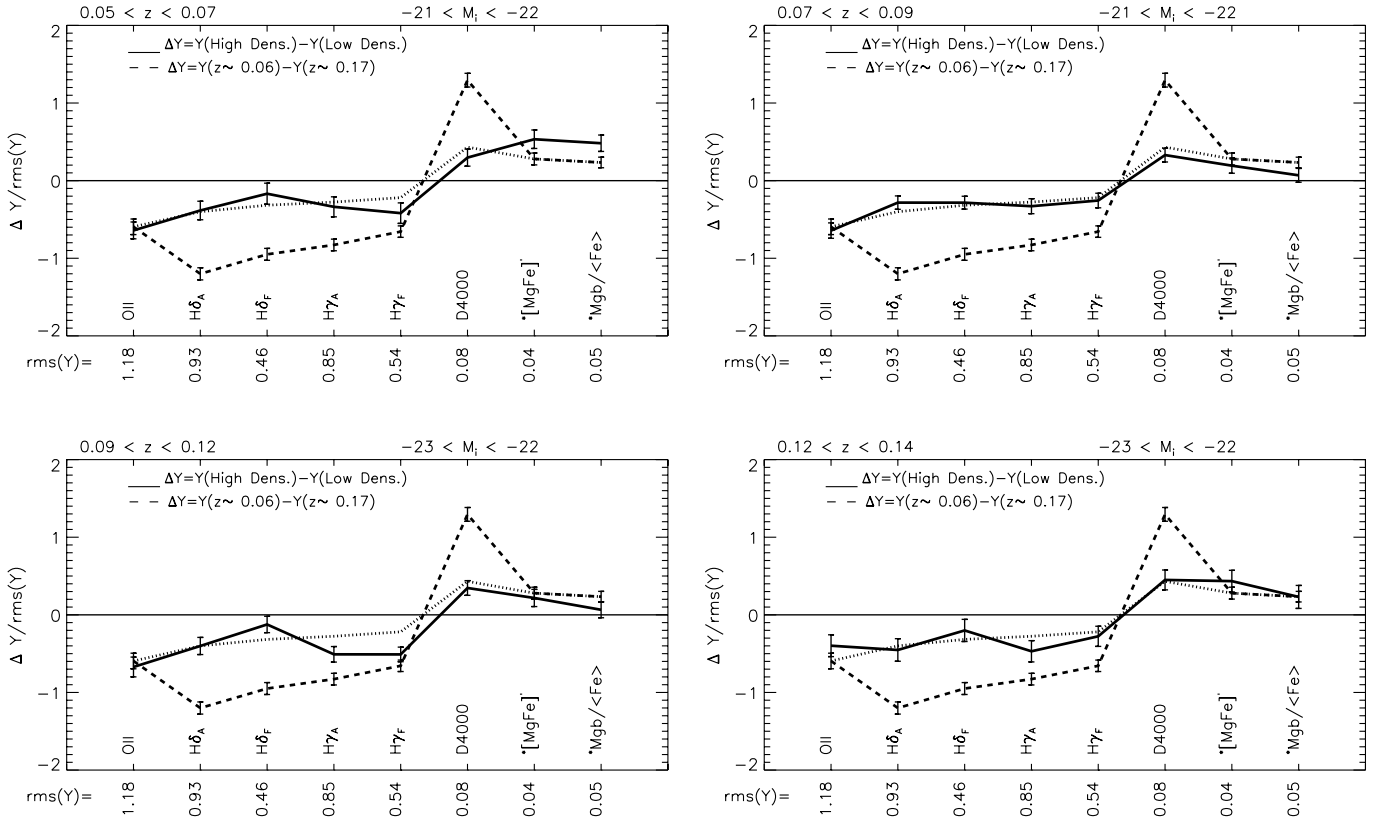 0.05 < z < 0.07 −21 < Mᵢ < −22
2
ΔY=Y(High Dens.)−Y(Low Dens.)
ΔY=Y(z~ 0.06)−Y(z~ 0.17)
1
0
−1
−2
Δ Y/rms(Y)
OII
Hδ_A
Hδ_F
Hγ_A
Hγ_F
D4000
•[MgFe]'
•Mgb/<Fe>
rms(Y)= 1.18 0.93 0.46 0.85 0.54 0.08 0.04 0.05
0.07 < z < 0.09 −21 < Mᵢ < −22
2
ΔY=Y(High Dens.)−Y(Low Dens.)
ΔY=Y(z~ 0.06)−Y(z~ 0.17)
1
0
−1
−2
Δ Y/rms(Y)
OII
Hδ_A
Hδ_F
Hγ_A
Hγ_F
D4000
•[MgFe]'
•Mgb/<Fe>
rms(Y)= 1.18 0.93 0.46 0.85 0.54 0.08 0.04 0.05
0.09 < z < 0.12 −23 < Mᵢ < −22
2
ΔY=Y(High Dens.)−Y(Low Dens.)
ΔY=Y(z~ 0.06)−Y(z~ 0.17)
1
0
−1
−2
Δ Y/rms(Y)
OII
Hδ_A
Hδ_F
Hγ_A
Hγ_F
D4000
•[MgFe]'
•Mgb/<Fe>
rms(Y)= 1.18 0.93 0.46 0.85 0.54 0.08 0.04 0.05
0.12 < z < 0.14 −23 < Mᵢ < −22
2
ΔY=Y(High Dens.)−Y(Low Dens.)
ΔY=Y(z~ 0.06)−Y(z~ 0.17)
1
0
−1
−2
Δ Y/rms(Y)
OII
Hδ_A
Hδ_F
Hγ_A
Hγ_F
D4000
•[MgFe]'
•Mgb/<Fe>
rms(Y)= 1.18 0.93 0.46 0.85 0.54 0.08 0.04 0.05